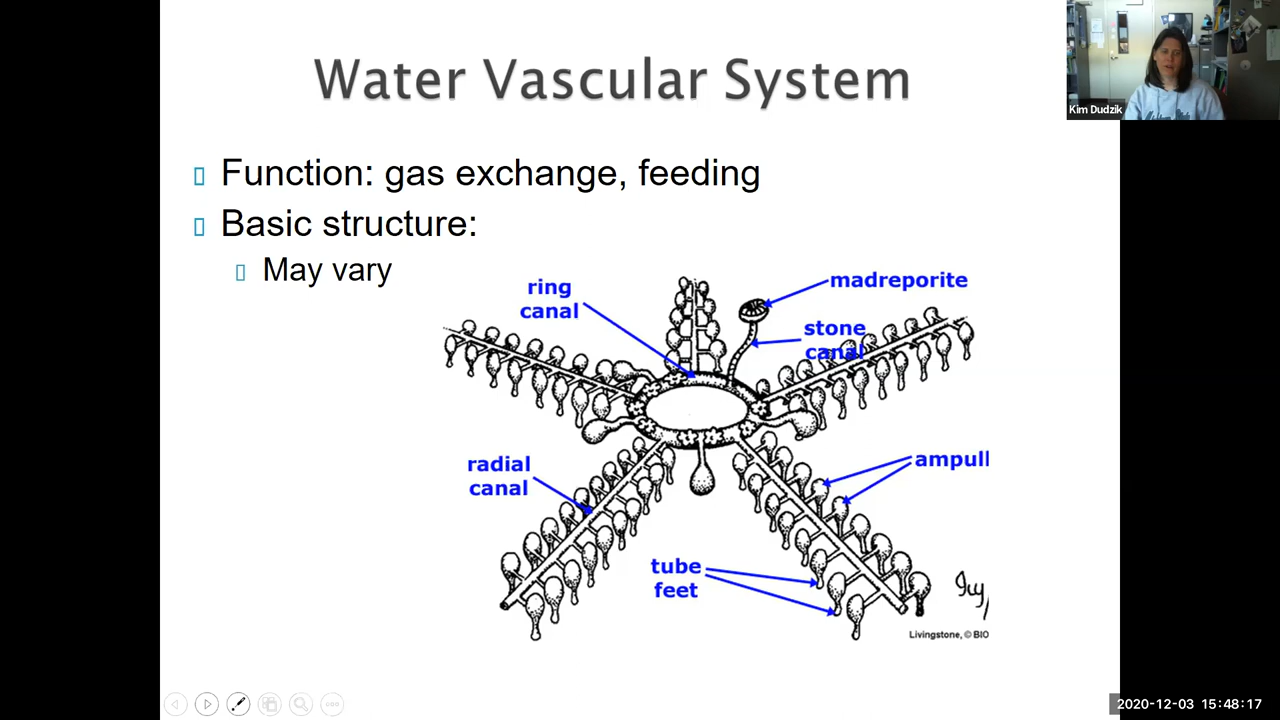 Water Vascular System
Kim Dudzik
Function: gas exchange, feeding
Basic structure:
May vary
ring
canal
madreporite
stone
canal
radial
canal
ampull
tube
feet
Ivy
Livingstone, © BIO
2020-12-03 15:48:17